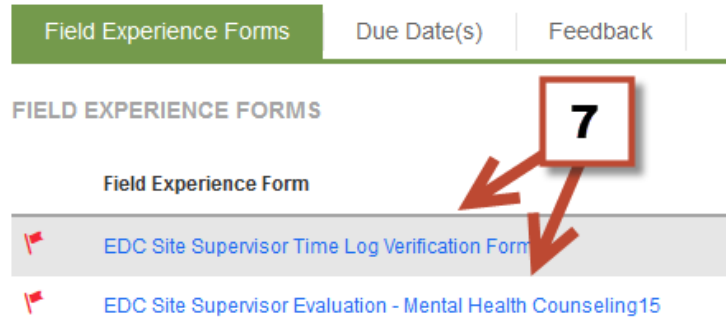 Field Experience Forms Due Date(s) Feedback
FIELD EXPERIENCE FORMS
7
Field Experience Form
EDC Site Supervisor Time Log Verification Form
EDC Site Supervisor Evaluation - Mental Health Counseling15